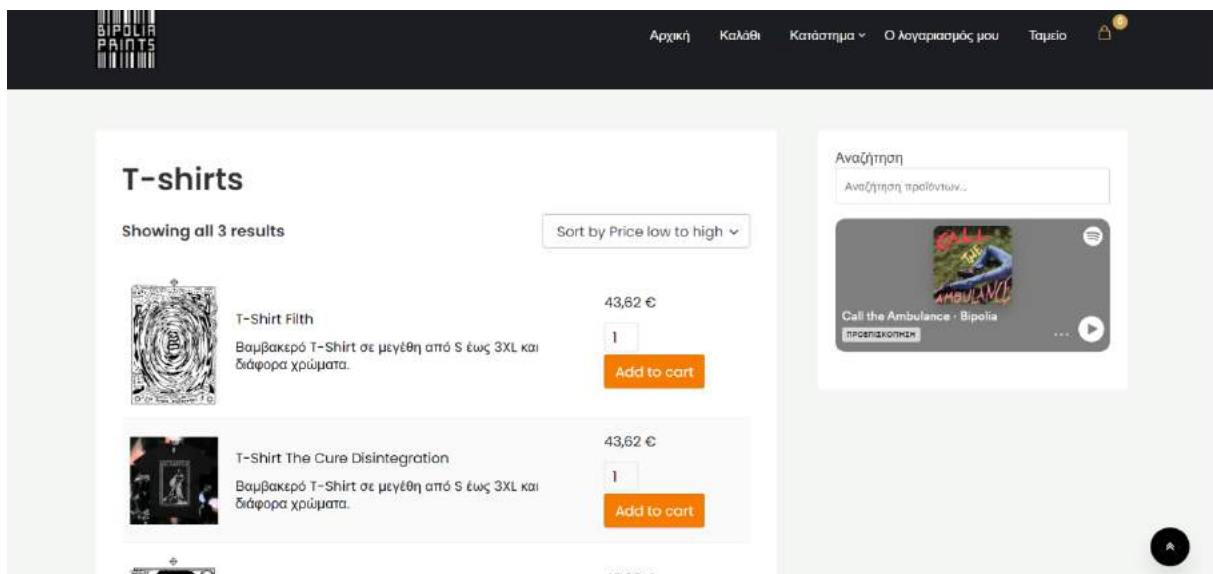 BIPOLIA
PRINTS
Αρχική Καλάθι Κατάστημα Ο λογαριασμός μου Ταμείο 0
T-shirts
Showing all 3 results
Sort by Price low to high
T-Shirt Filth
Βαμβακερό T-Shirt σε μεγέθη από S έως 3XL και
διάφορα χρώματα.
43,62 €
1
Add to cart
T-Shirt The Cure Disintegration
Βαμβακερό T-Shirt σε μεγέθη από S έως 3XL και
διάφορα χρώματα.
43,62 €
1
Add to cart
Αναζήτηση
Αναζήτηση προϊόντων…
CALL
THE
AMBULANCE
Call the Ambulance · Bipolia
ΠΡΟΕΠΙΣΚΟΠΗΣΗ